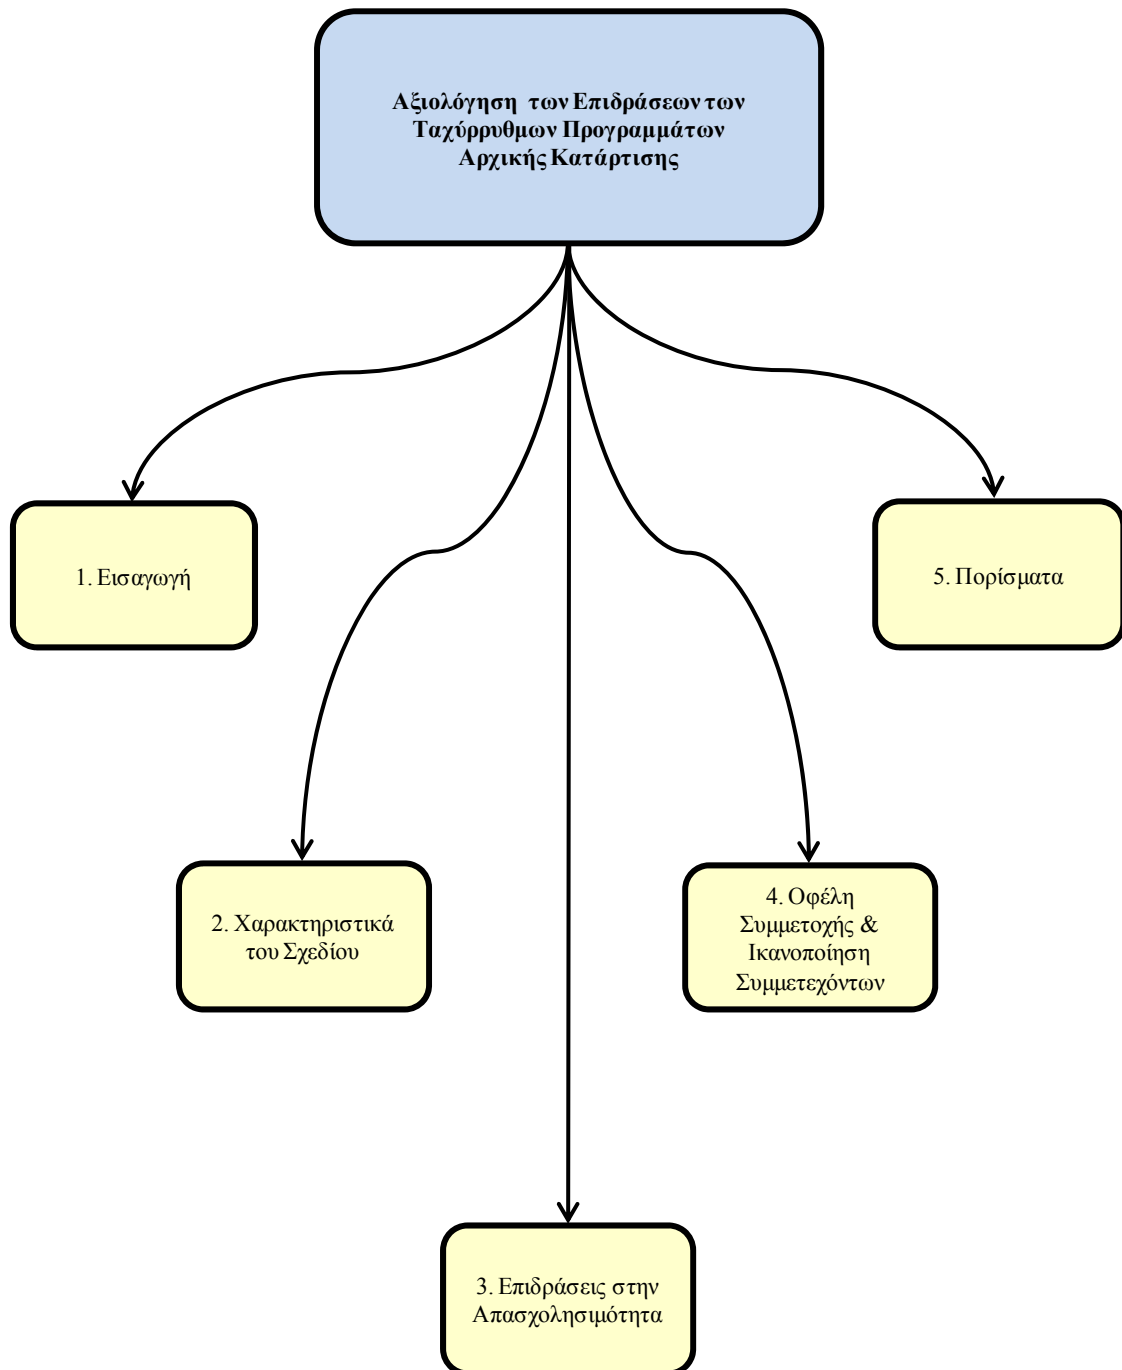 Αξιολόγηση των Επιδράσεων των
Ταχύρρυθμων Προγραμμάτων
Αρχικής Κατάρτισης
1. Εισαγωγή
5. Πορίσματα
2. Χαρακτηριστικά
του Σχεδίου
4. Οφέλη
Συμμετοχής &
Ικανοποίηση
Συμμετεχόντων
3. Επιδράσεις στην
Απασχολησιμότητα